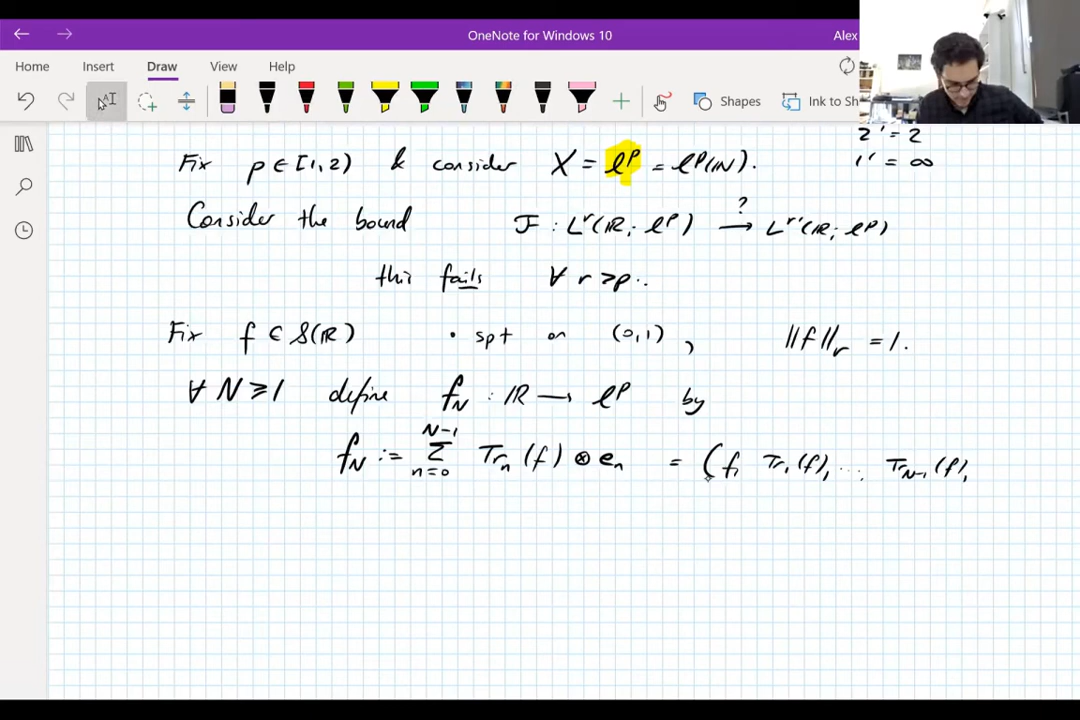 OneNote for Windows 10
Alex
Home Insert Draw View Help
Shapes
Ink to Sh
2' = 2
1' = ∞
Fix p ∈ [1,2) & consider X = ℓ^p = ℓ^p(ℕ).
Consider the bound F : L^r(ℝ; ℓ^p) →^? L^r'(ℝ; ℓ^p)
this fails ∀ r > p.
Fix f ∈ S(ℝ) • spt on (0,1), ||f||_r = 1.
∀ N ≥ 1 define f_N : ℝ → ℓ^p by
f_N := Σ_{n=0}^{N-1} Tr_n(f) ⊗ e_n = (f, Tr_1(f), ... Tr_{N-1}(f),